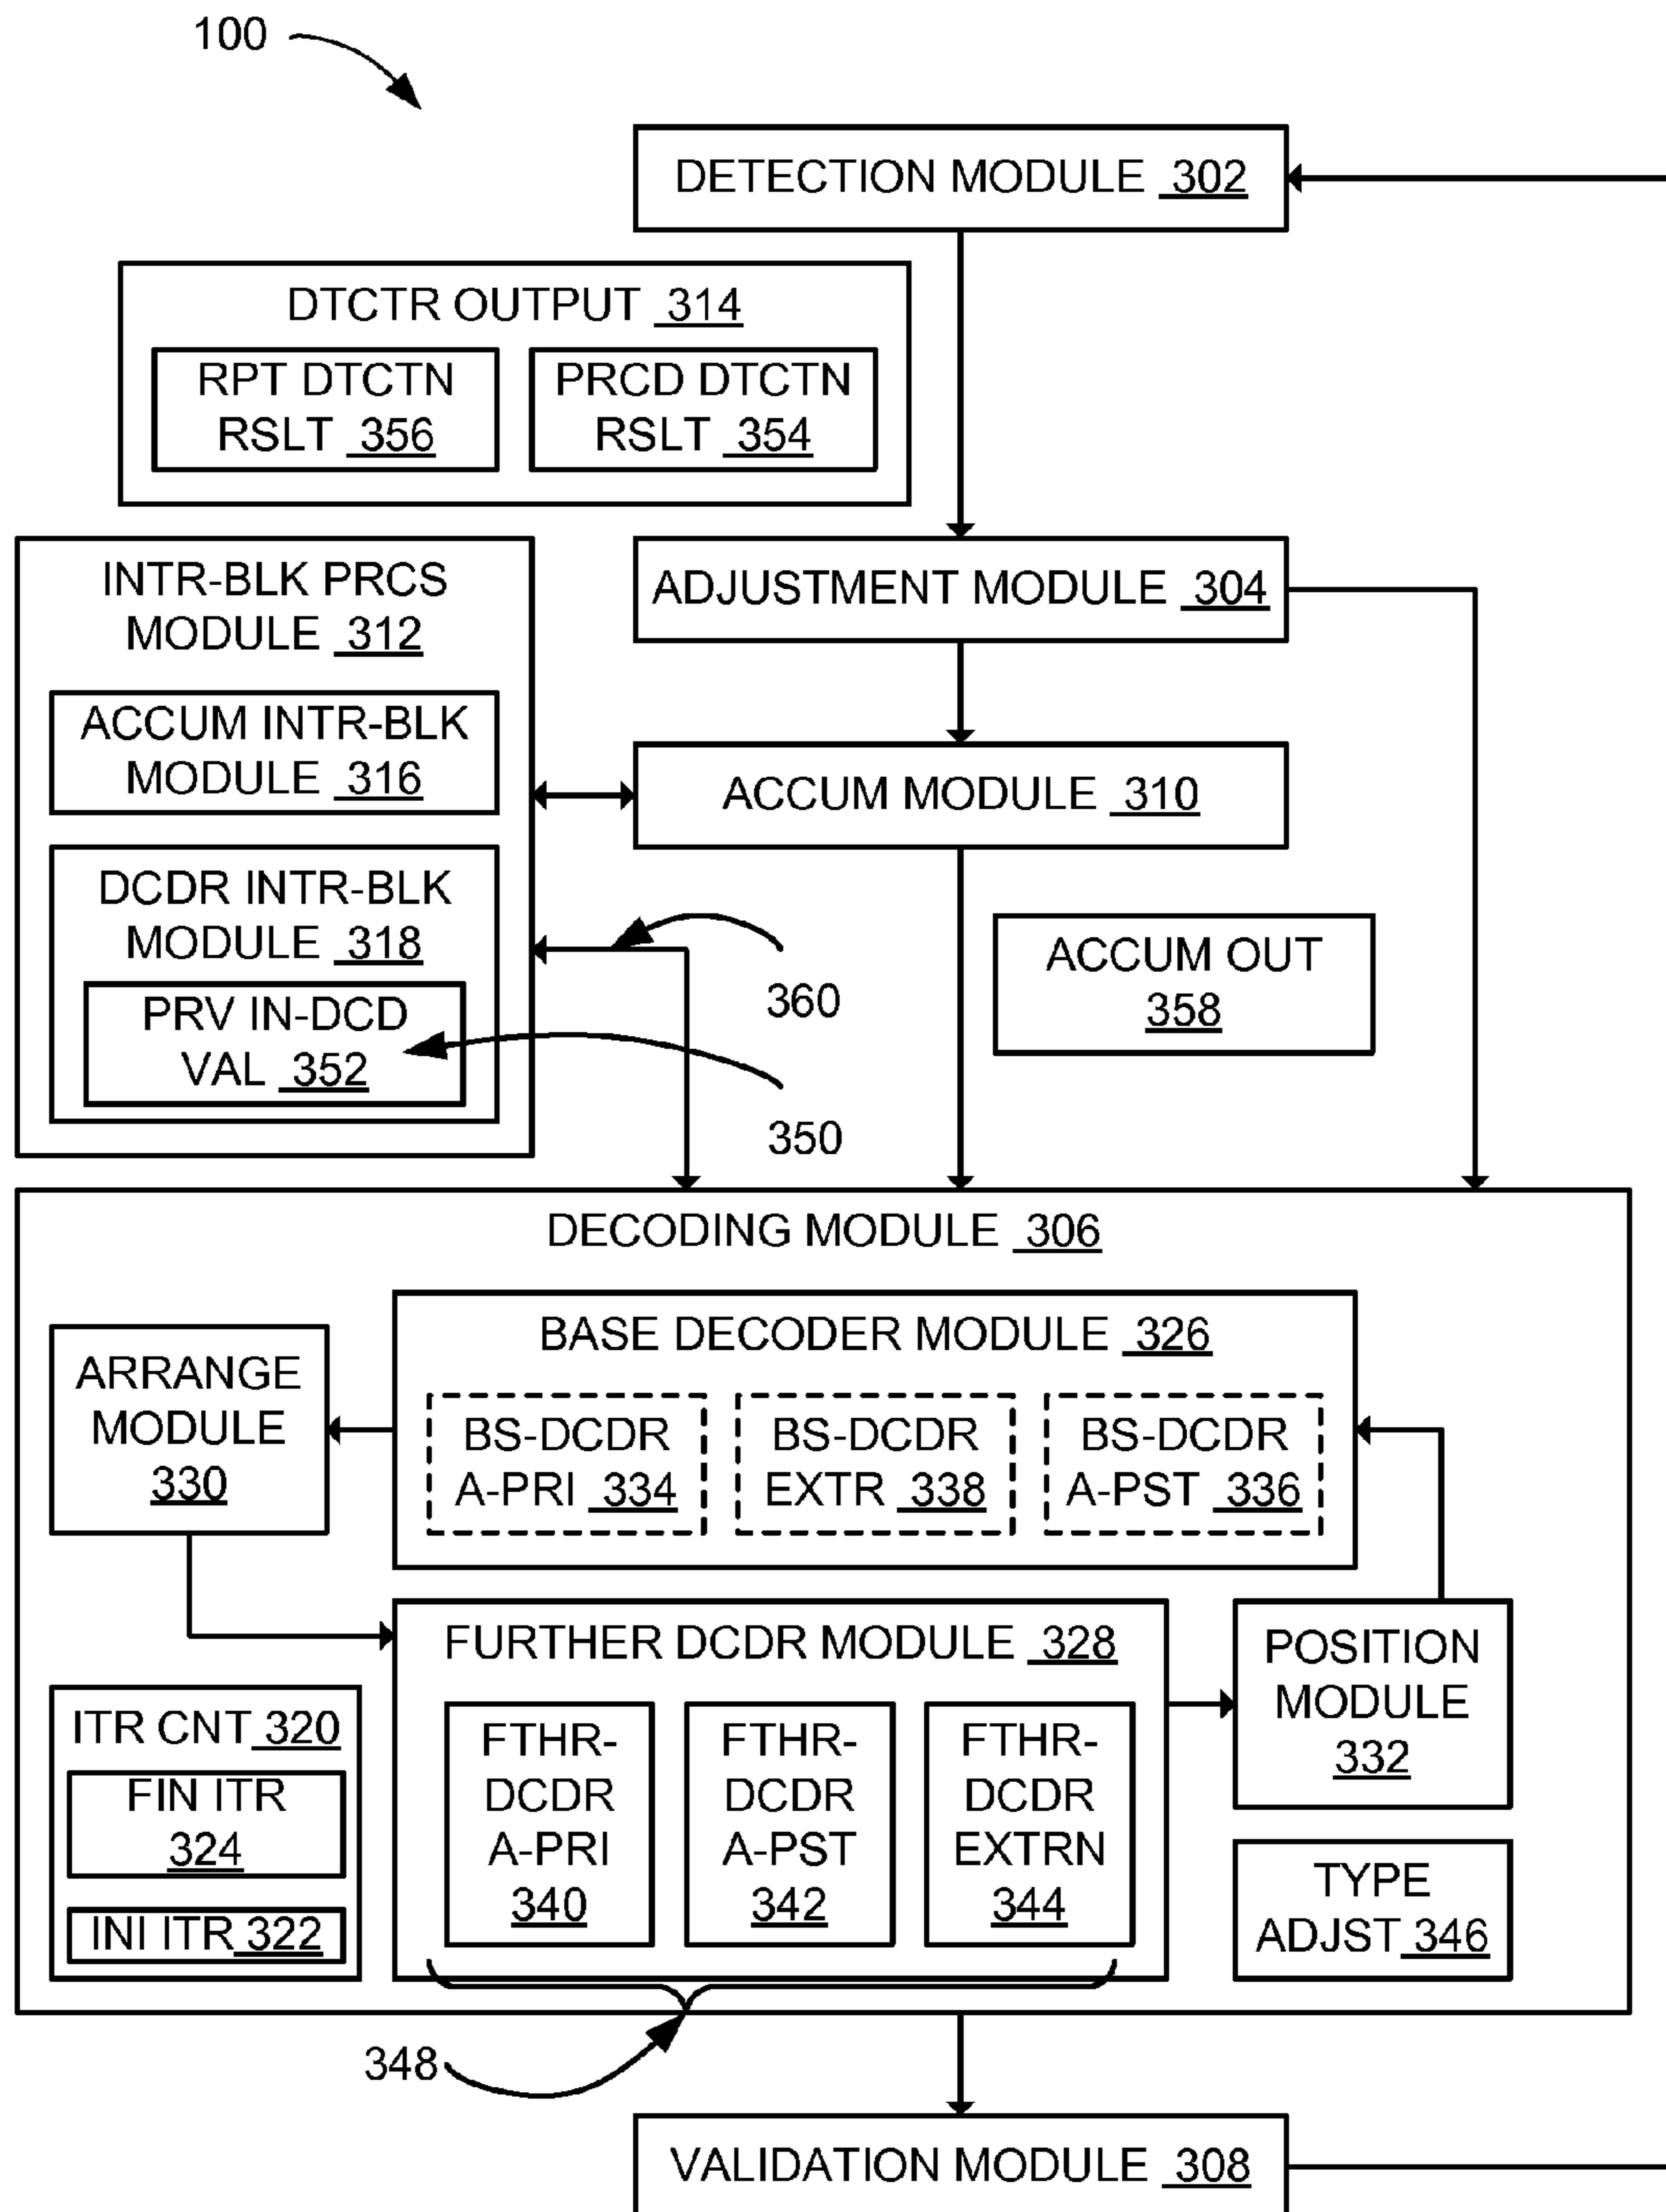 100
DETECTION MODULE 302
DTCTR OUTPUT 314
RPT DTCTN
RSLT 356
PRCD DTCTN
RSLT 354
INTR-BLK PRCS
MODULE 312
ADJUSTMENT MODULE 304
ACCUM INTR-BLK
MODULE 316
ACCUM MODULE 310
DCDR INTR-BLK
MODULE 318
PRV IN-DCD
VAL 352
360
350
ACCUM OUT
358
DECODING MODULE 306
ARRANGE
MODULE
330
BASE DECODER MODULE 326
BS-DCDR
A-PRI 334
BS-DCDR
EXTR 338
BS-DCDR
A-PST 336
FURTHER DCDR MODULE 328
FTHR-
DCDR
A-PRI
340
FTHR-
DCDR
A-PST
342
FTHR-
DCDR
EXTRN
344
POSITION
MODULE
332
ITR CNT 320
FIN ITR
324
INI ITR 322
TYPE
ADJST 346
348
VALIDATION MODULE 308